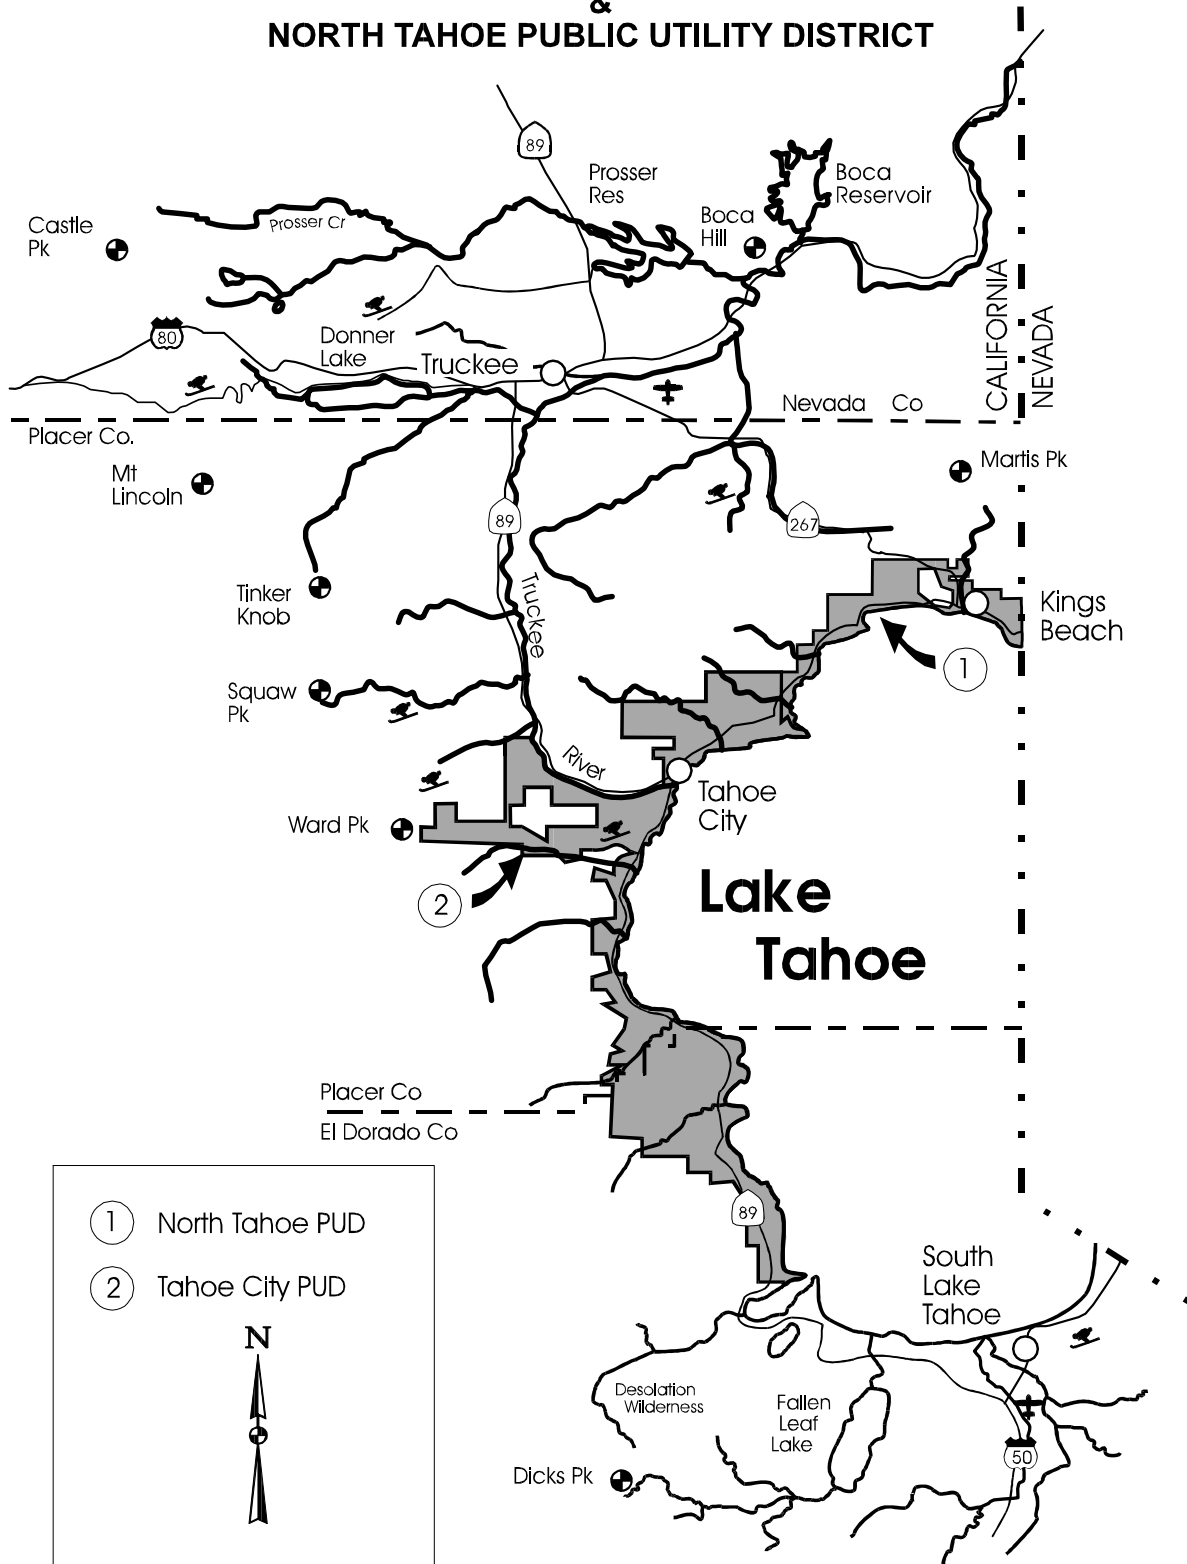 &
NORTH TAHOE PUBLIC UTILITY DISTRICT
89
Prosser
Res
Boca
Reservoir
Boca
Hill
Castle
Pk
Prosser Cr
CALIFORNIA
NEVADA
80
Donner
Lake
Truckee
Nevada Co
Placer Co.
Mt
Lincoln
Martis Pk
89
267
Tinker
Knob
Truckee
Kings
Beach
1
Squaw
Pk
River
Tahoe
City
Ward Pk
2
Lake
Tahoe
Placer Co
El Dorado Co
1 North Tahoe PUD
2 Tahoe City PUD
N
89
South
Lake
Tahoe
Desolation
Wilderness
Fallen
Leaf
Lake
50
Dicks Pk